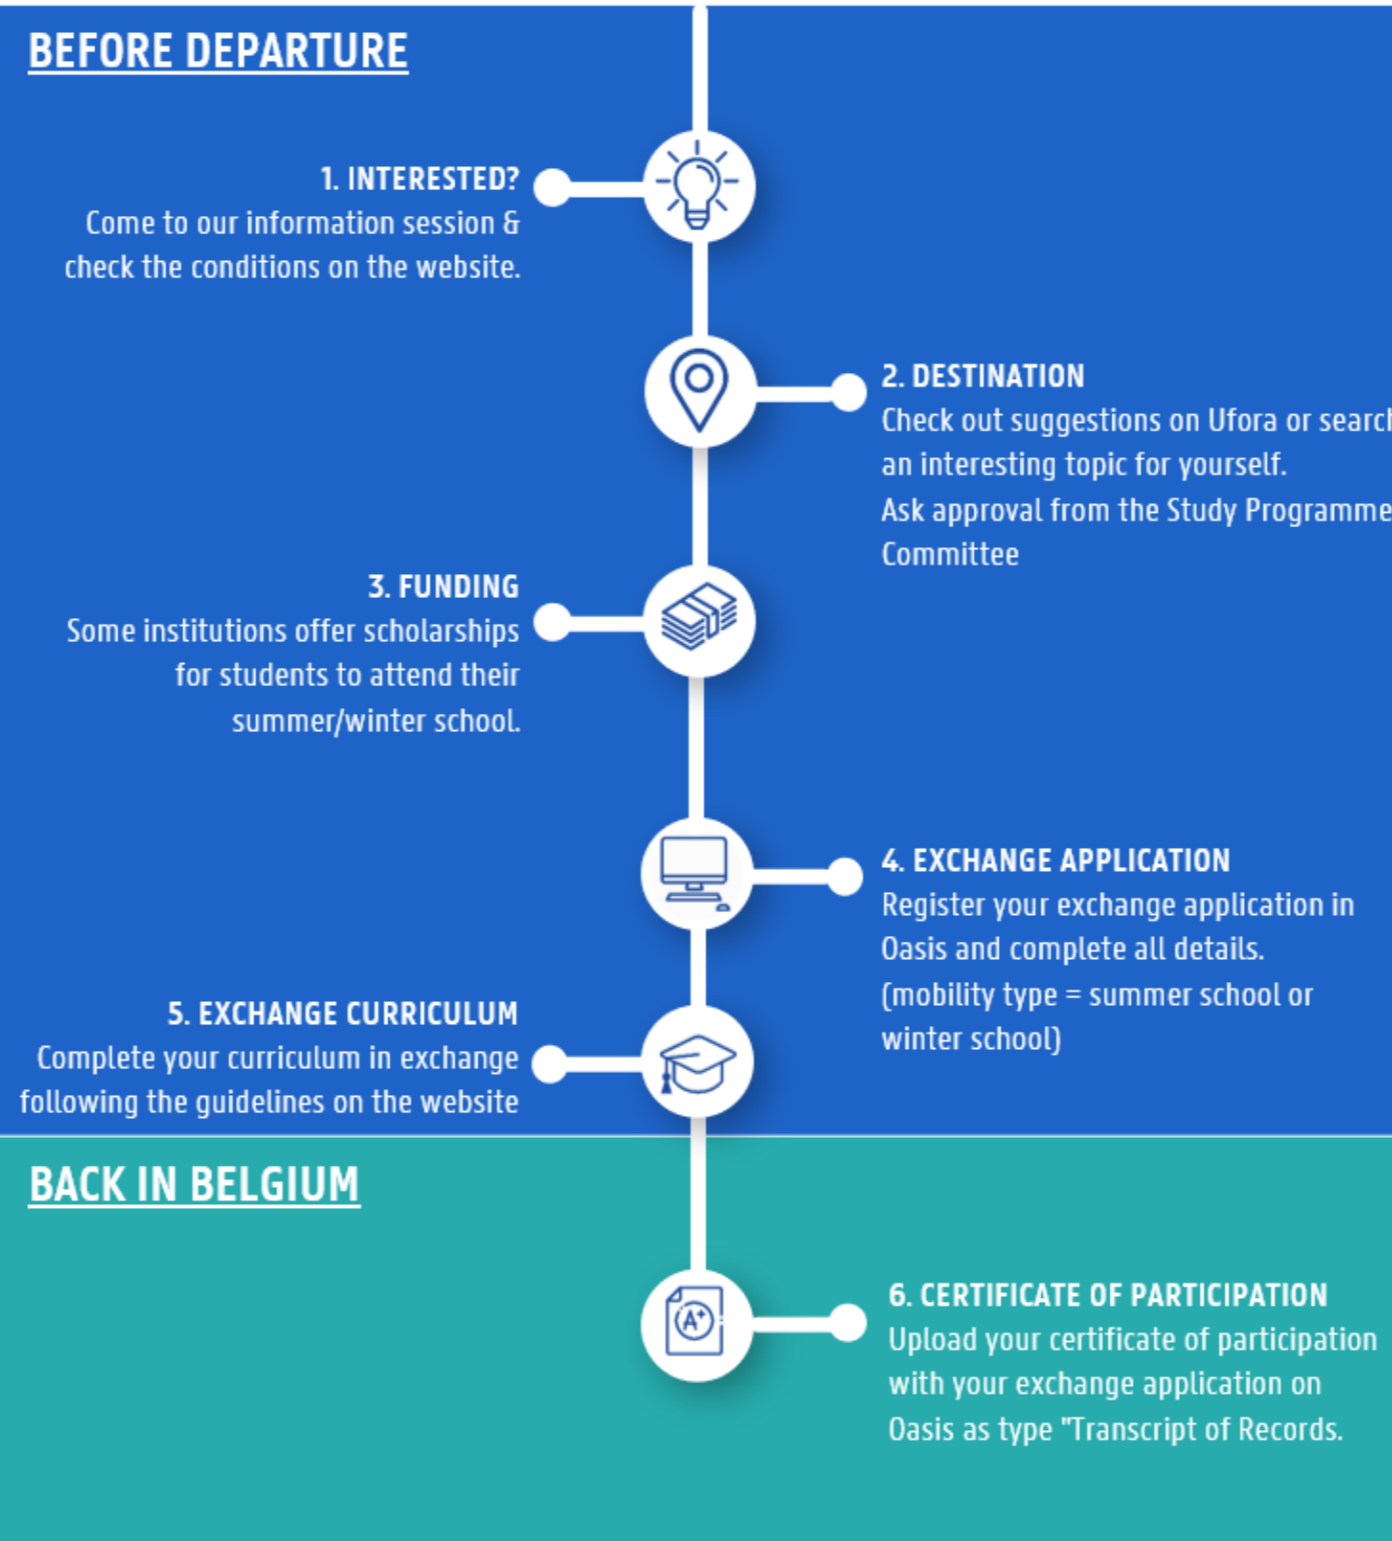 BEFORE DEPARTURE
1. INTERESTED?
Come to our information session &
check the conditions on the website.
2. DESTINATION
Check out suggestions on Ufora or search
an interesting topic for yourself.
Ask approval from the Study Programme
Committee
3. FUNDING
Some institutions offer scholarships
for students to attend their
summer/winter school.
4. EXCHANGE APPLICATION
Register your exchange application in
Oasis and complete all details.
(mobility type = summer school or
winter school)
5. EXCHANGE CURRICULUM
Complete your curriculum in exchange
following the guidelines on the website
BACK IN BELGIUM
A+
6. CERTIFICATE OF PARTICIPATION
Upload your certificate of participation
with your exchange application on
Oasis as type "Transcript of Records.